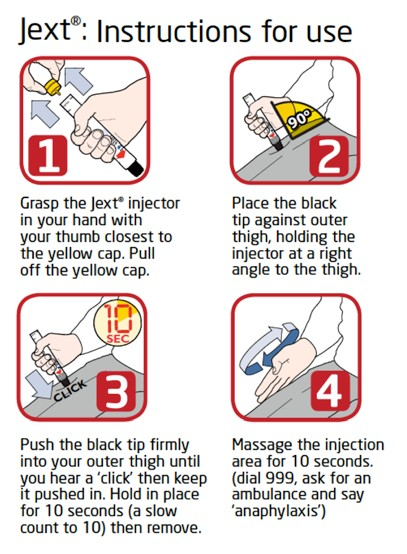 Jext®: Instructions for use
1
90°
2
Grasp the Jext® injector
in your hand with
your thumb closest to
the yellow cap. Pull
off the yellow cap.
Place the black
tip against outer
thigh, holding the
injector at a right
angle to the thigh.
10
SEC
CLICK
3
4
Push the black tip firmly
into your outer thigh until
you hear a ‘click’ then keep
it pushed in. Hold in place
for 10 seconds (a slow
count to 10) then remove.
Massage the injection
area for 10 seconds.
(dial 999, ask for an
ambulance and say
‘anaphylaxis’)